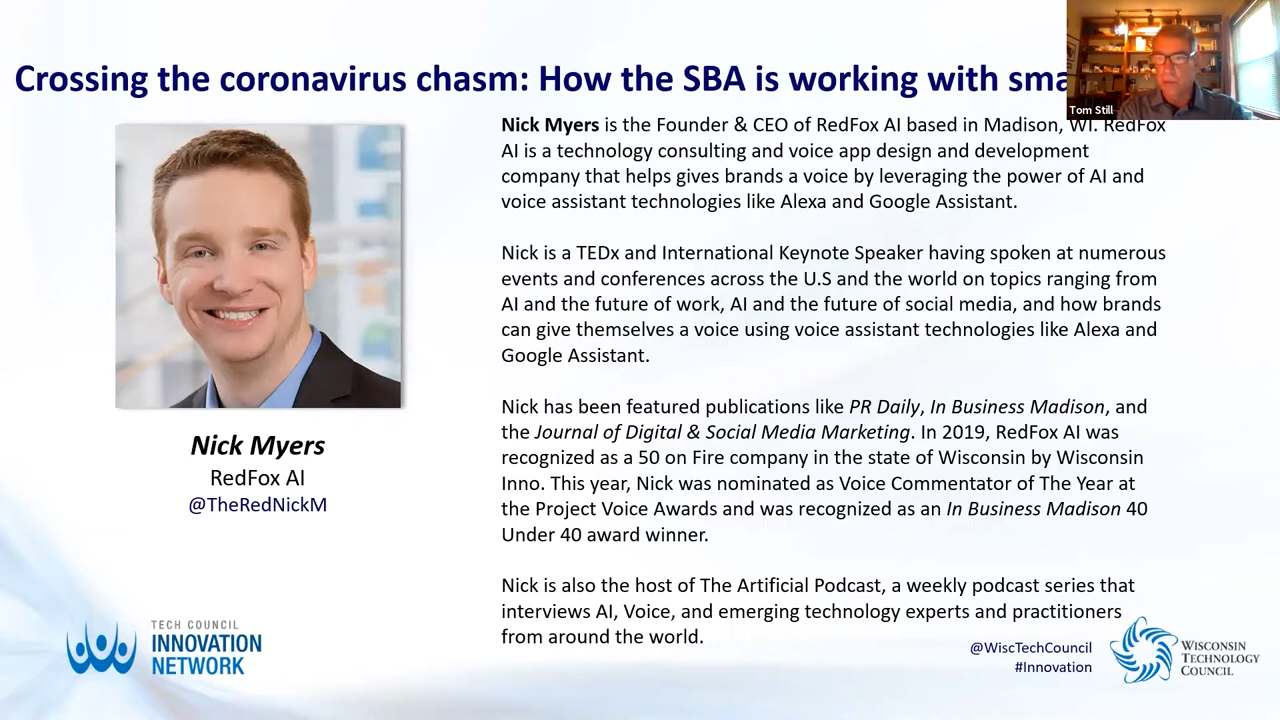 Crossing the coronavirus chasm: How the SBA is working with sma
Tom Still
Nick Myers is the Founder & CEO of RedFox AI based in Madison, WI. RedFox
AI is a technology consulting and voice app design and development
company that helps gives brands a voice by leveraging the power of AI and
voice assistant technologies like Alexa and Google Assistant.
Nick is a TEDx and International Keynote Speaker having spoken at numerous
events and conferences across the U.S and the world on topics ranging from
AI and the future of work, AI and the future of social media, and how brands
can give themselves a voice using voice assistant technologies like Alexa and
Google Assistant.
Nick has been featured publications like PR Daily, In Business Madison, and
the Journal of Digital & Social Media Marketing. In 2019, RedFox AI was
recognized as a 50 on Fire company in the state of Wisconsin by Wisconsin
Inno. This year, Nick was nominated as Voice Commentator of The Year at
the Project Voice Awards and was recognized as an In Business Madison 40
Under 40 award winner.
Nick is also the host of The Artificial Podcast, a weekly podcast series that
interviews AI, Voice, and emerging technology experts and practitioners
from around the world.
Nick Myers
RedFox AI
@TheRedNickM
TECH COUNCIL
INNOVATION
NETWORK
@WiscTechCouncil
#Innovation
WISCONSIN
TECHNOLOGY
COUNCIL